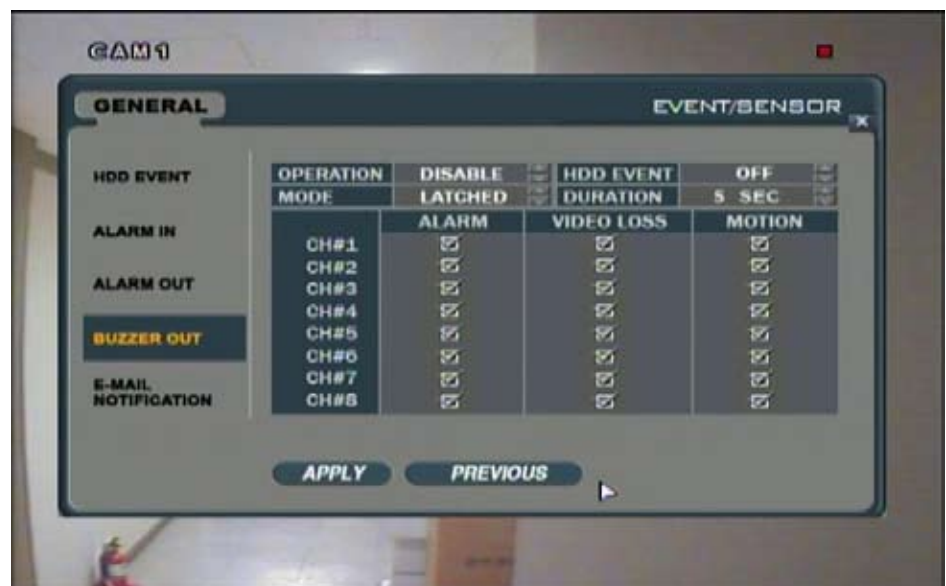 CAM1
GENERAL EVENT/SENSOR
HDD EVENT
ALARM IN
ALARM OUT
BUZZER OUT
E-MAIL
NOTIFICATION
OPERATION DISABLE HDD EVENT OFF
MODE LATCHED DURATION 5 SEC
ALARM VIDEO LOSS MOTION
CH#1
CH#2
CH#3
CH#4
CH#5
CH#6
CH#7
CH#8
APPLY PREVIOUS